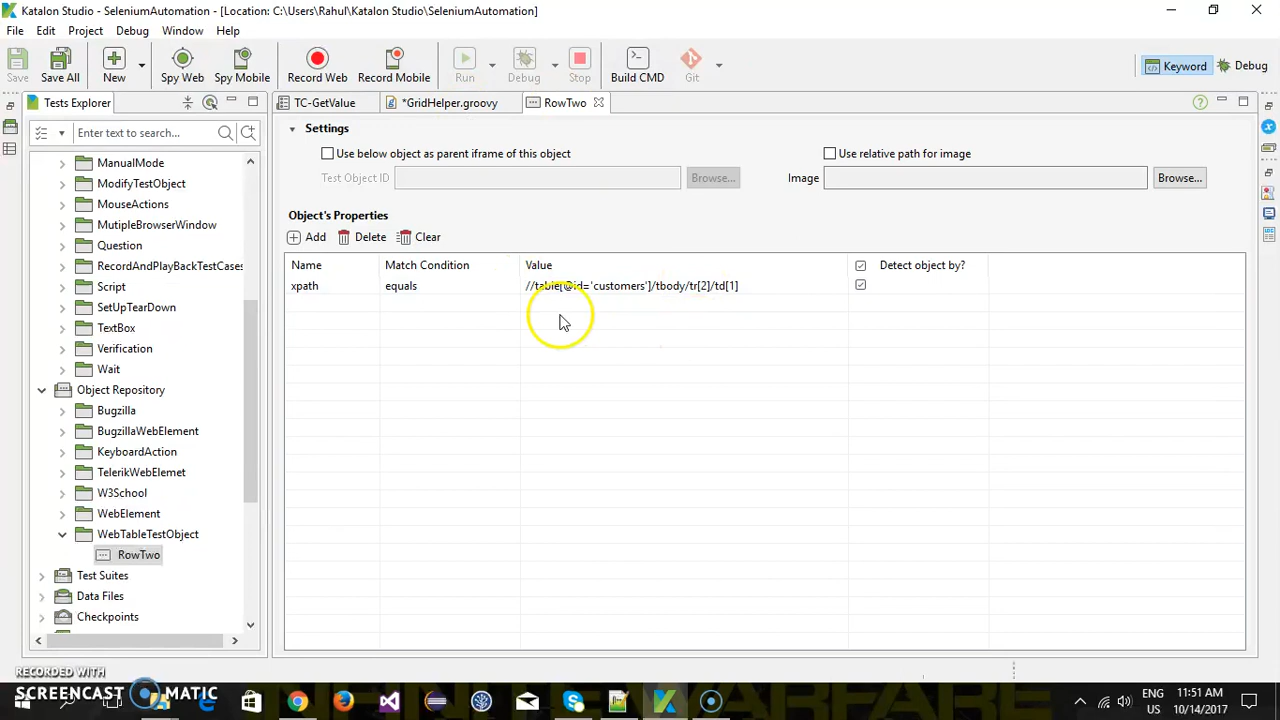 Katalon Studio - SeleniumAutomation - [Location: C:\Users\Rahul\Katalon Studio\SeleniumAutomation]
File Edit Project Debug Window Help
Save Save All New Spy Web Spy Mobile Record Web Record Mobile Run Debug Stop Build CMD Git Keyword Debug
Tests Explorer
TC-GetValue *GridHelper.groovy RowTwo
Enter text to search...
ManualMode
ModifyTestObject
MouseActions
MutipleBrowserWindow
Question
RecordAndPlayBackTestCases
Script
SetUpTearDown
TextBox
Verification
Wait
Object Repository
Bugzilla
BugzillaWebElement
KeyboardAction
TelerikWebElemet
W3School
WebElement
WebTableTestObject
RowTwo
Test Suites
Data Files
Checkpoints
Settings
Use below object as parent iframe of this object Use relative path for image
Test Object ID Browse... Image Browse...
Object's Properties
Add Delete Clear
Name Match Condition Value Detect object by?
xpath equals //table[@id='customers']/tbody/tr[2]/td[1]
RECORDED WITH
SCREENCAST MATIC
ENG 11:51 AM
US 10/14/2017